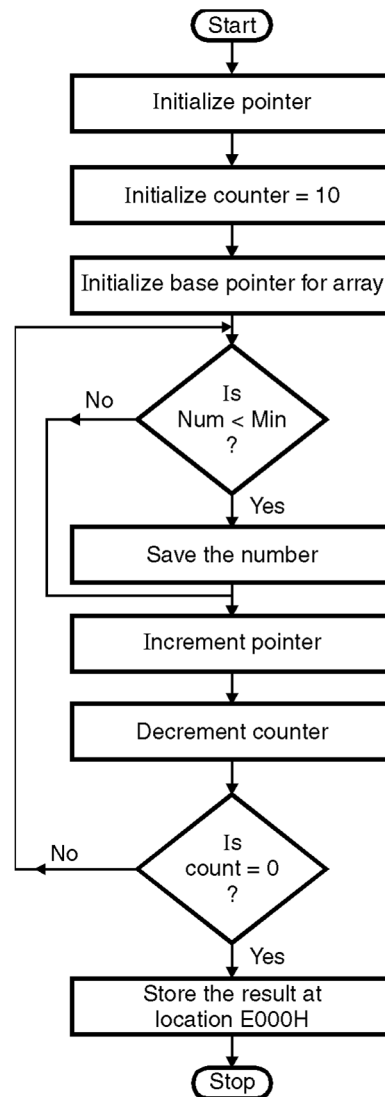 Start
Initialize pointer
Initialize counter = 10
Initialize base pointer for array
Is
Num < Min
?
No
Yes
Save the number
Increment pointer
Decrement counter
Is
count = 0
?
No
Yes
Store the result at
location E000H
Stop